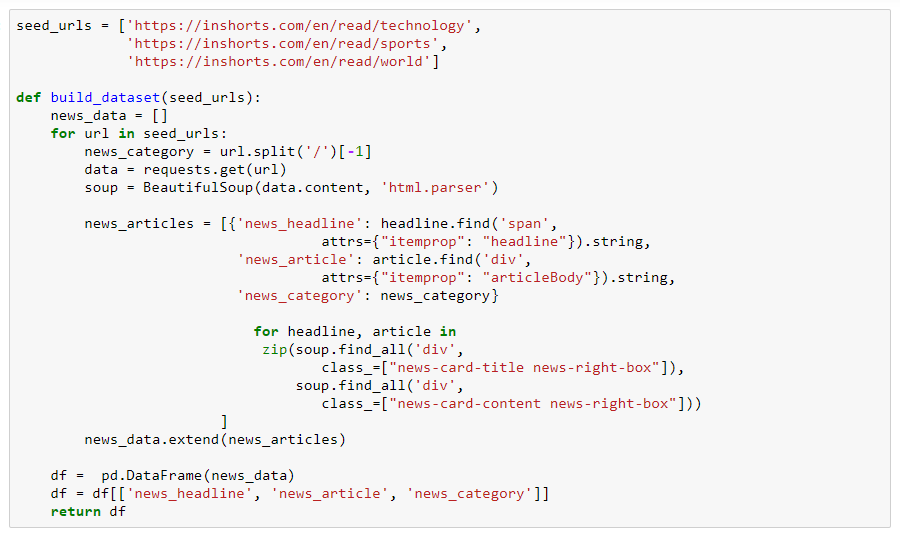 seed_urls = ['https://inshorts.com/en/read/technology',
             'https://inshorts.com/en/read/sports',
             'https://inshorts.com/en/read/world']

def build_dataset(seed_urls):
    news_data = []
    for url in seed_urls:
        news_category = url.split('/')[-1]
        data = requests.get(url)
        soup = BeautifulSoup(data.content, 'html.parser')

        news_articles = [{'news_headline': headline.find('span',
                                    attrs={"itemprop": "headline"}).string,
                          'news_article': article.find('div',
                                    attrs={"itemprop": "articleBody"}).string,
                          'news_category': news_category}

                            for headline, article in
                             zip(soup.find_all('div',
                                    class_=["news-card-title news-right-box"]),
                                 soup.find_all('div',
                                    class_=["news-card-content news-right-box"]))
                        ]
        news_data.extend(news_articles)

    df =  pd.DataFrame(news_data)
    df = df[['news_headline', 'news_article', 'news_category']]
    return df